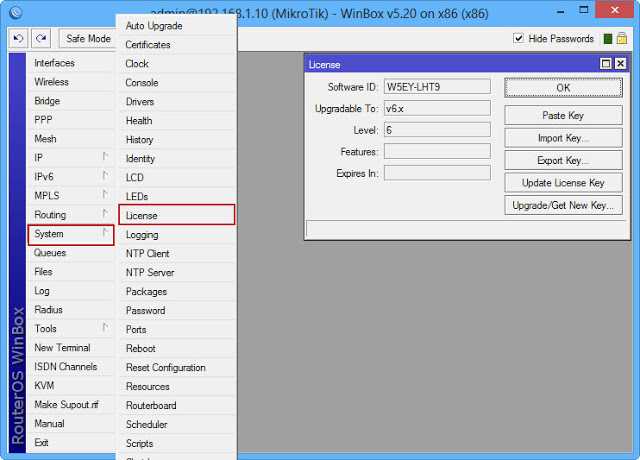 admin@192.168.1.10 (MikroTik) - WinBox v5.20 on x86 (x86)
Safe Mode
Hide Passwords
RouterOS WinBox
Interfaces
Wireless
Bridge
PPP
Mesh
IP
IPv6
MPLS
Routing
System
Queues
Files
Log
Radius
Tools
New Terminal
ISDN Channels
KVM
Make Supout.rif
Manual
Exit
Auto Upgrade
Certificates
Clock
Console
Drivers
Health
History
Identity
LCD
LEDs
License
Logging
NTP Client
NTP Server
Packages
Password
Ports
Reboot
Reset Configuration
Resources
Routerboard
Scheduler
Scripts
License
Software ID: W5EY-LHT9
Upgradable To: v6.x
Level: 6
Features:
Expires In:
OK
Paste Key
Import Key...
Export Key...
Update License Key
Upgrade/Get New Key...